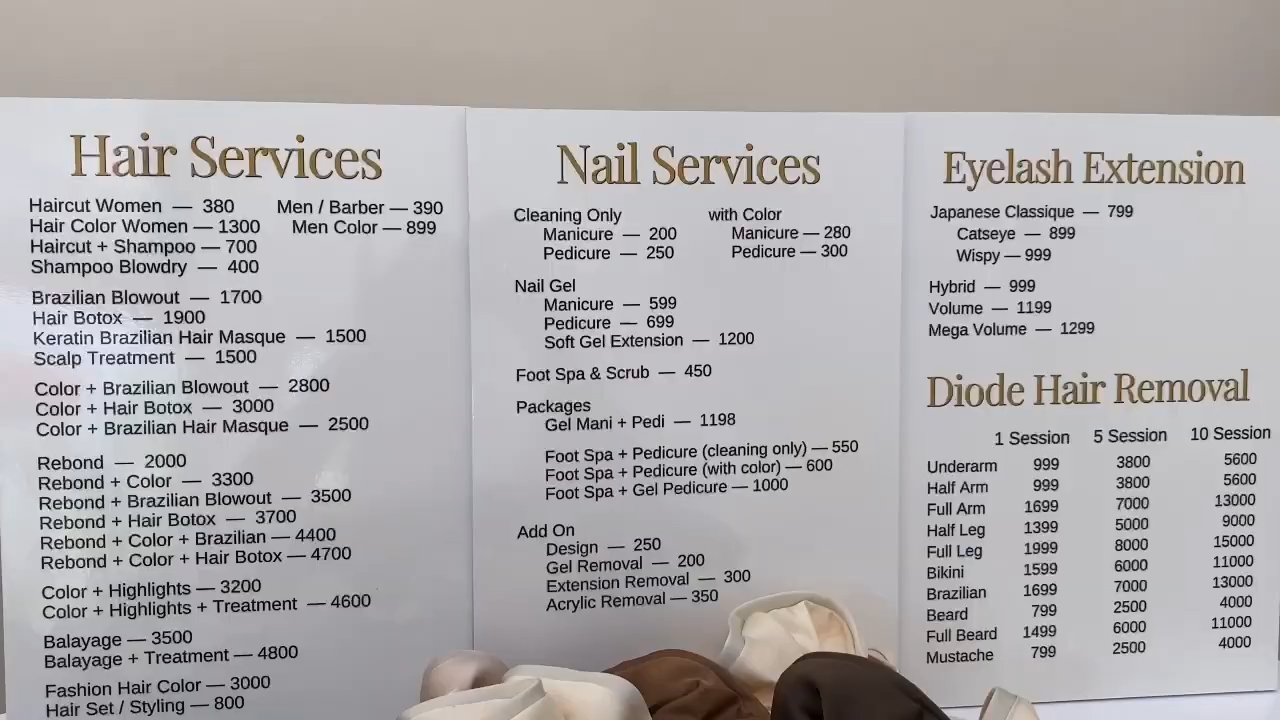 Hair Services
Haircut Women — 380
Men / Barber — 390
Hair Color Women — 1300
Men Color — 899
Haircut + Shampoo — 700
Shampoo Blowdry — 400
Brazilian Blowout — 1700
Hair Botox — 1900
Keratin Brazilian Hair Masque — 1500
Scalp Treatment — 1500
Color + Brazilian Blowout — 2800
Color + Hair Botox — 3000
Color + Brazilian Hair Masque — 2500
Rebond — 2000
Rebond + Color — 3300
Rebond + Brazilian Blowout — 3500
Rebond + Hair Botox — 3700
Rebond + Color + Brazilian — 4400
Rebond + Color + Hair Botox — 4700
Color + Highlights — 3200
Color + Highlights + Treatment — 4600
Balayage — 3500
Balayage + Treatment — 4800
Fashion Hair Color — 3000
Hair Set / Styling — 800
Nail Services
Cleaning Only
Manicure — 200
Pedicure — 250
with Color
Manicure — 280
Pedicure — 300
Nail Gel
Manicure — 599
Pedicure — 699
Soft Gel Extension — 1200
Foot Spa & Scrub — 450
Packages
Gel Mani + Pedi — 1198
Foot Spa + Pedicure (cleaning only) — 550
Foot Spa + Pedicure (with color) — 600
Foot Spa + Gel Pedicure — 1000
Add On
Design — 250
Gel Removal — 200
Extension Removal — 300
Acrylic Removal — 350
Eyelash Extension
Japanese Classique — 799
Catseye — 899
Wispy — 999
Hybrid — 999
Volume — 1199
Mega Volume — 1299
Diode Hair Removal
1 Session 5 Session 10 Session
Underarm 999 3800 5600
Half Arm 999 3800 5600
Full Arm 1699 7000 13000
Half Leg 1399 5000 9000
Full Leg 1999 8000 15000
Bikini 1599 6000 11000
Brazilian 1699 7000 13000
Beard 799 2500 4000
Full Beard 1499 6000 11000
Mustache 799 2500 4000